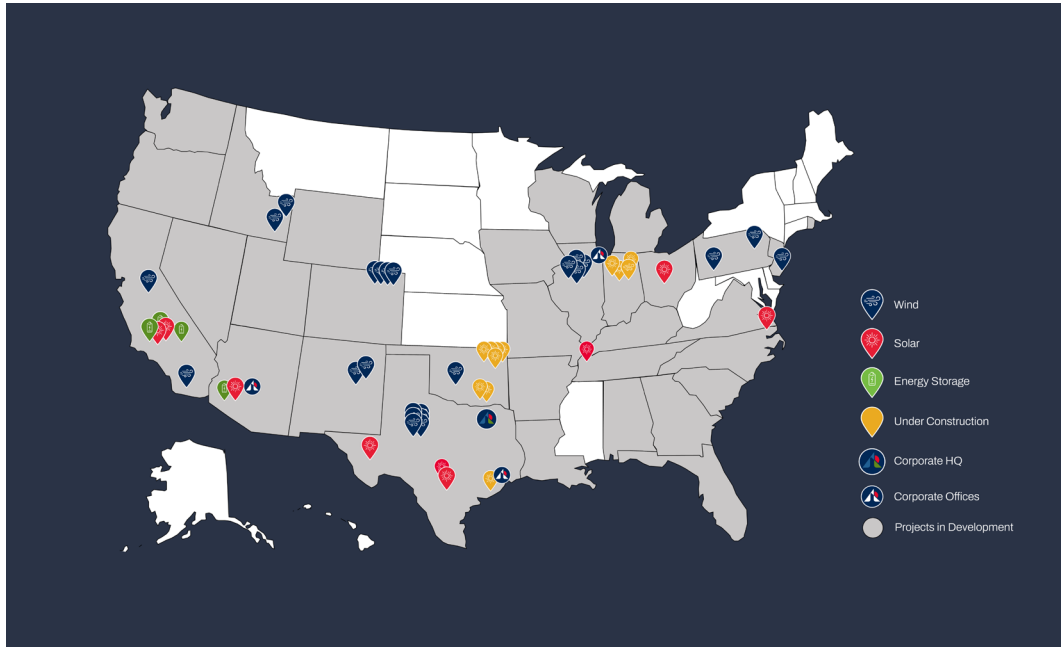 Wind
Solar
Energy Storage
Under Construction
Corporate HQ
Corporate Offices
Projects in Development